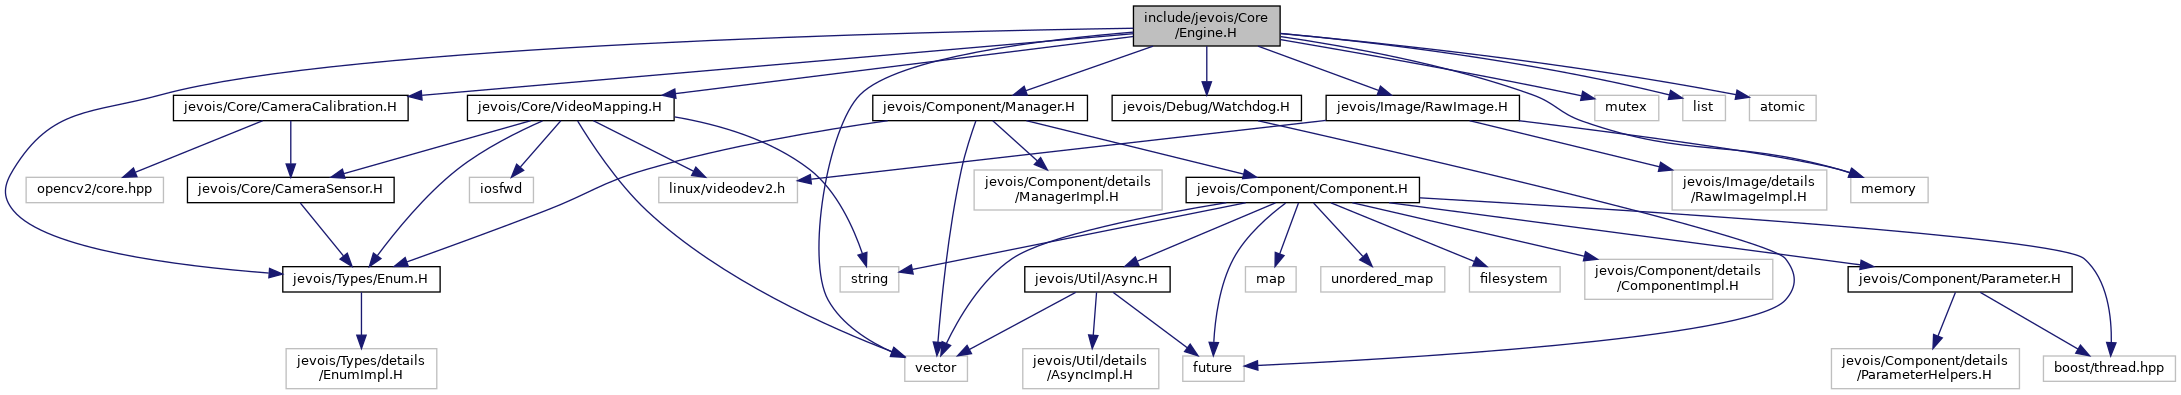 include/jevois/Core
/Engine.H
jevois/Core/CameraCalibration.H
jevois/Core/VideoMapping.H
jevois/Component/Manager.H
jevois/Debug/Watchdog.H
jevois/Image/RawImage.H
mutex
list
atomic
opencv2/core.hpp
jevois/Core/CameraSensor.H
iosfwd
linux/videodev2.h
jevois/Component/details
/ManagerImpl.H
jevois/Component/Component.H
jevois/Image/details
/RawImageImpl.H
memory
jevois/Types/Enum.H
string
jevois/Util/Async.H
map
unordered_map
filesystem
jevois/Component/details
/ComponentImpl.H
jevois/Component/Parameter.H
jevois/Types/details
/EnumImpl.H
vector
jevois/Util/details
/AsyncImpl.H
future
jevois/Component/details
/ParameterHelpers.H
boost/thread.hpp